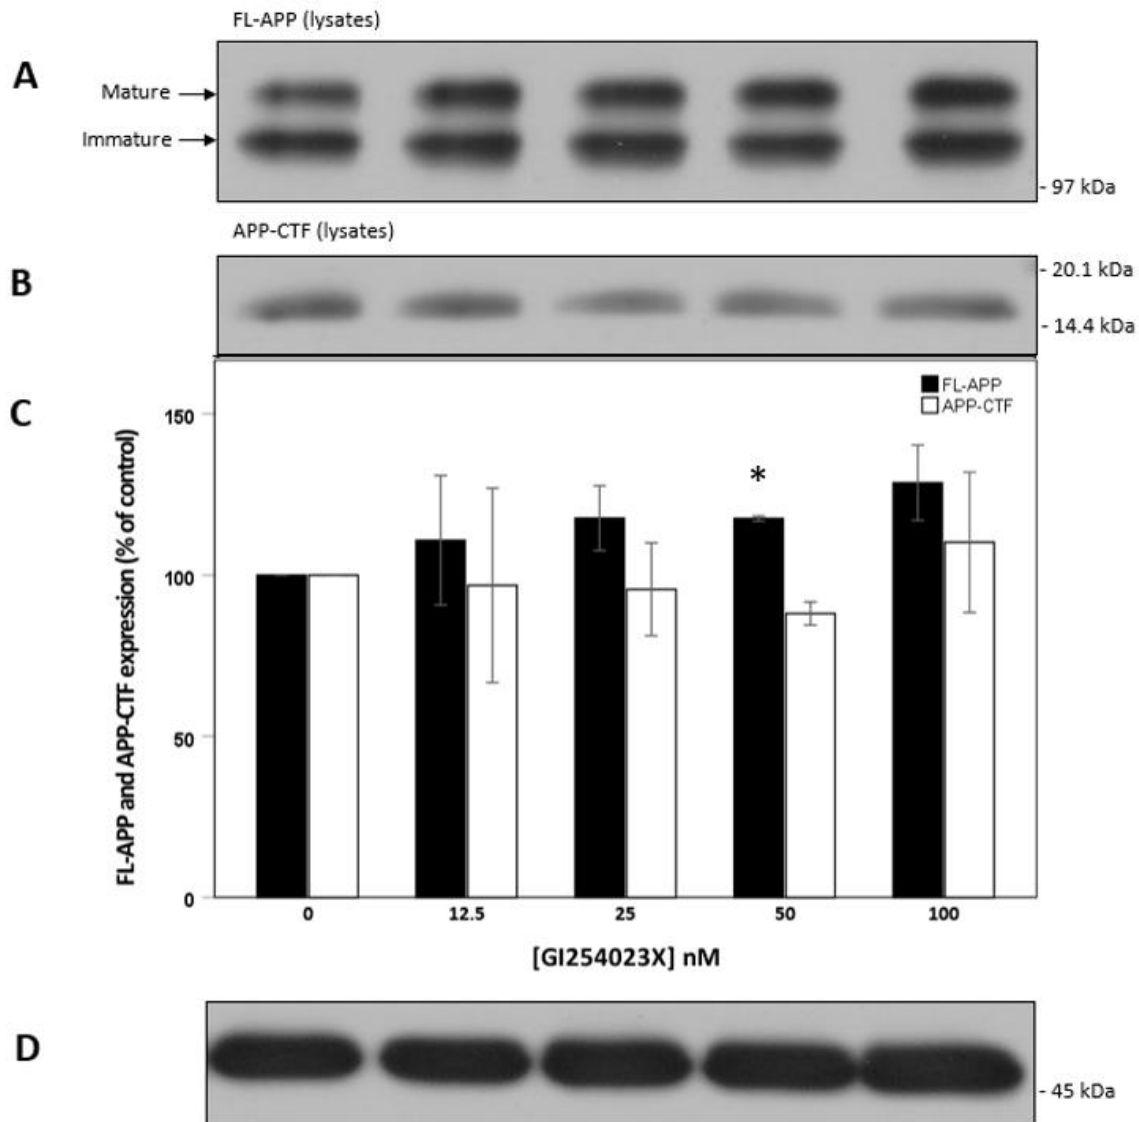 FL-APP (lysates)
A
Mature
Immature
- 97 kDa
APP-CTF (lysates)
B
- 20.1 kDa
- 14.4 kDa
C
FL-APP
APP-CTF
150
100
50
0
FL-APP and APP-CTF expression (% of control)
*
0 12.5 25 50 100
[GI254023X] nM
D
- 45 kDa